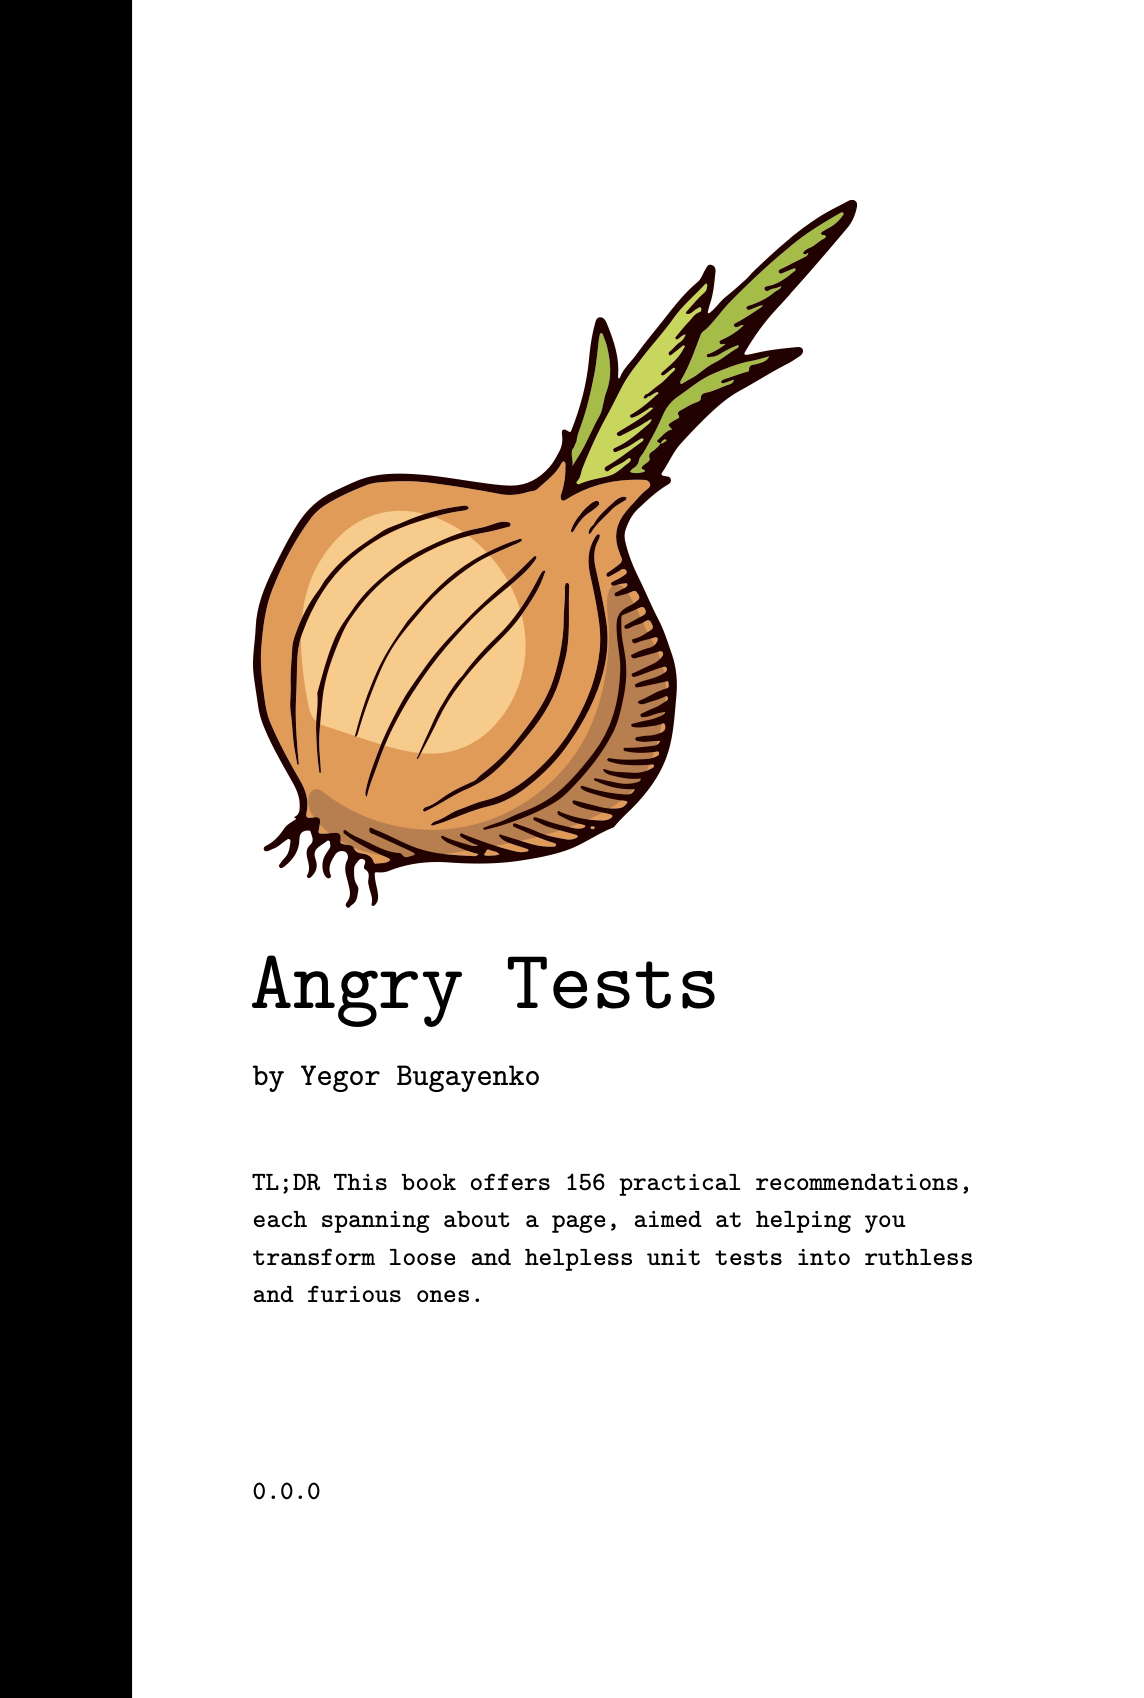 Angry Tests
by Yegor Bugayenko
TL;DR This book offers 156 practical recommendations,
each spanning about a page, aimed at helping you
transform loose and helpless unit tests into ruthless
and furious ones.
0.0.0